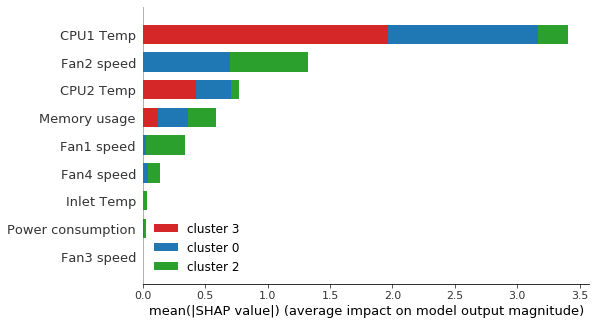 CPU1 Temp
Fan2 speed
CPU2 Temp
Memory usage
Fan1 speed
Fan4 speed
Inlet Temp
Power consumption
Fan3 speed
cluster 3
cluster 0
cluster 2
0.0 0.5 1.0 1.5 2.0 2.5 3.0 3.5
mean(|SHAP value|) (average impact on model output magnitude)